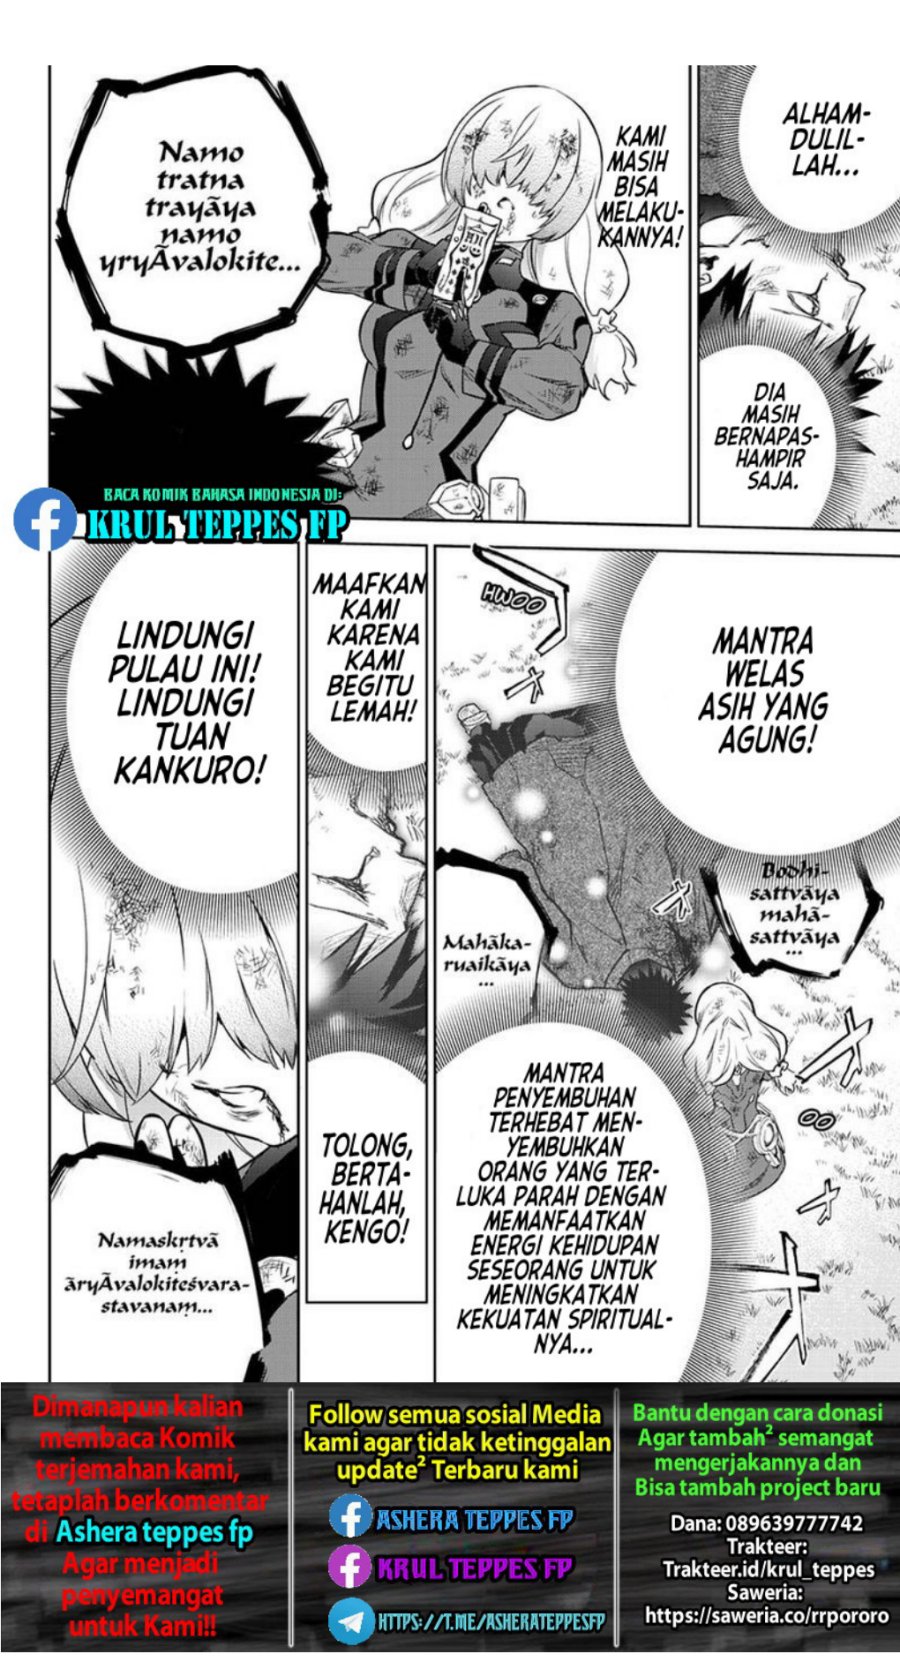 ALHAM-
DULIL-
LAH...
DIA
MASIH
BERNAPAS-
HAMPIR
SAJA.
KAMI
MASIH
BISA
MELAKU-
KANNYA!
Namo
tratna
trayāya
namo
yryÃvalokite...
BACA KOMIK BAHASA INDONESIA DI:
KRUL TEPPES FP
MANTRA
WELAS
ASIH YANG
AGUNG!
HWOO
Bodhi-
sattvāya
mahā-
sattvāya
...
Mahāka-
ruaikāya
...
OO
MANTRA
PENYEMBUHAN
TERHEBAT MEN-
YEMBUHKAN
ORANG YANG TER-
LUKA PARAH DENGAN
MEMANFAATKAN
ENERGI KEHIDUPAN
SESEORANG UNTUK
MENINGKATKAN
KEKUATAN SPIRITUAL-
NYA...
MAAFKAN
KAMI
KARENA
KAMI
BEGITU
LEMAH!
TOLONG,
BERTA-
HANLAH,
KENGO!
LINDUNGI
PULAU INI!
LINDUNGI
TUAN
KANKURO!
Namaskṛtvā
imaṃ
āryĀvalokiteśvara-
stavanaṃ...
Dimanapun kalian
membaca Komik
terjemahan kami,
tetaplah berkomentar
di Ashera teppes fp
Agar menjadi
penyemangat
untuk Kami!!
Follow semua sosial Media
kami agar tidak ketinggalan
update² Terbaru kami
ASHERA TEPPES FP
KRUL TEPPES FP
HTTPS://T.ME/ASHERATEPPESFP
Bantu dengan cara donasi
Agar tambah² semangat
mengerjakannya dan
Bisa tambah project baru
Dana: 089639777742
Trakteer:
Trakteer.id/krul_teppes
Saweria:
https://saweria.co/rrpororo